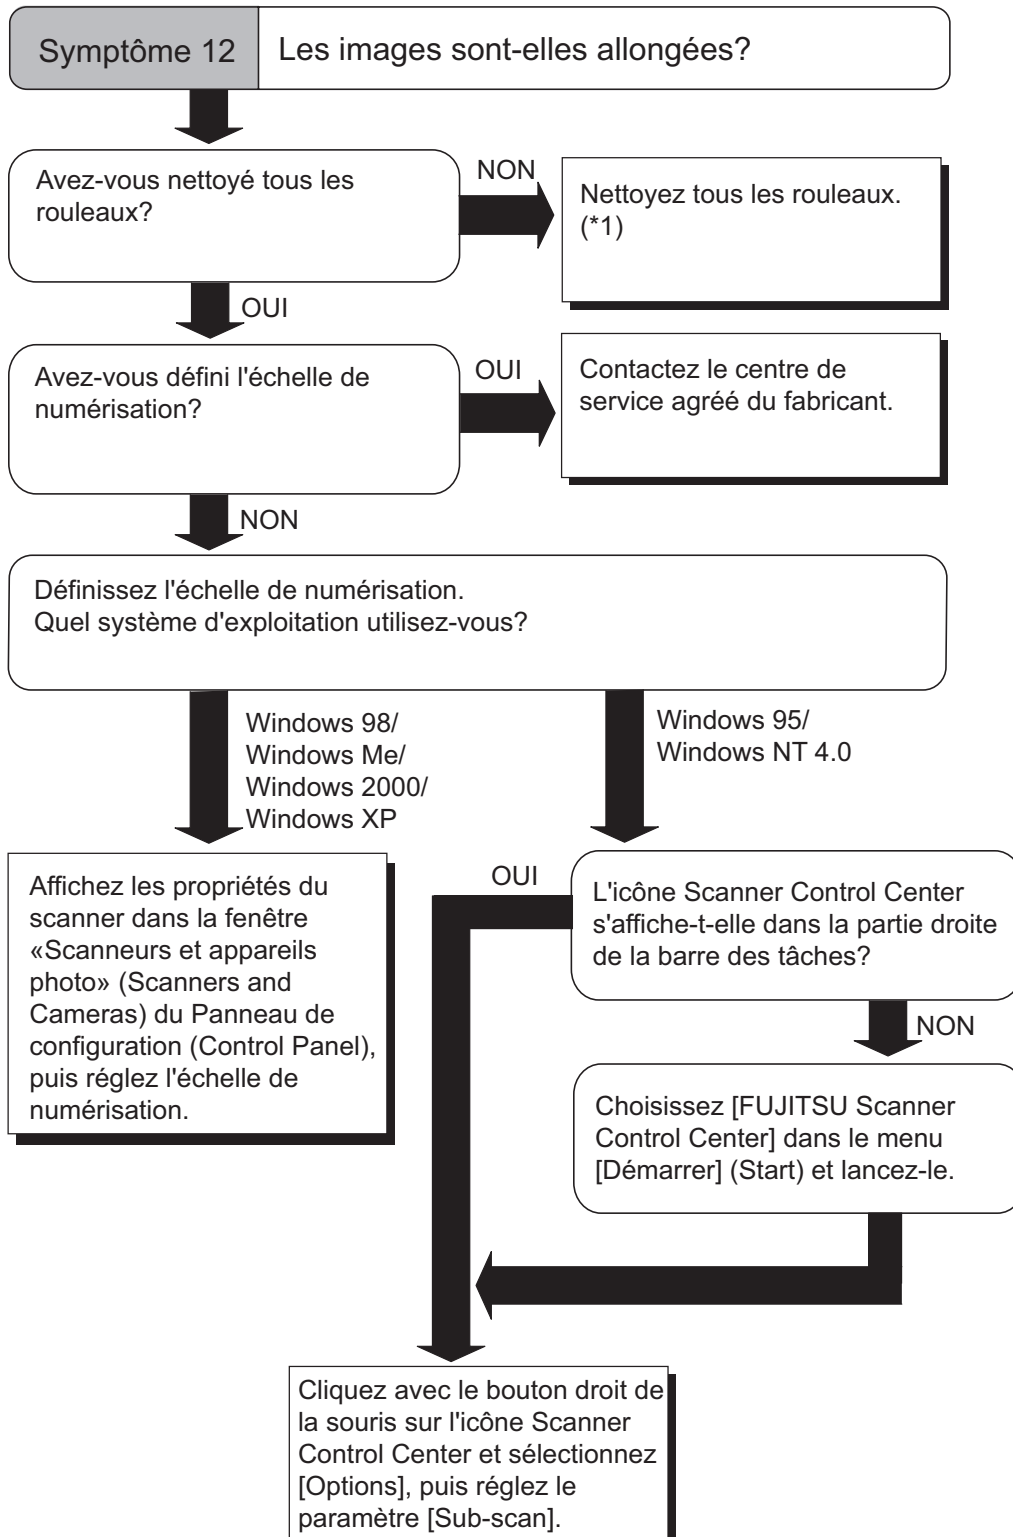 Symptôme 12
Les images sont-elles allongées?
Avez-vous nettoyé tous les
rouleaux?
NON
Nettoyez tous les rouleaux.
(*1)
OUI
Avez-vous défini l'échelle de
numérisation?
OUI
Contactez le centre de
service agréé du fabricant.
NON
Définissez l'échelle de numérisation.
Quel système d'exploitation utilisez-vous?
Windows 98/
Windows Me/
Windows 2000/
Windows XP
Windows 95/
Windows NT 4.0
Affichez les propriétés du
scanner dans la fenêtre
«Scanneurs et appareils
photo» (Scanners and
Cameras) du Panneau de
configuration (Control Panel),
puis réglez l'échelle de
numérisation.
OUI
L'icône Scanner Control Center
s'affiche-t-elle dans la partie droite
de la barre des tâches?
NON
Choisissez [FUJITSU Scanner
Control Center] dans le menu
[Démarrer] (Start) et lancez-le.
Cliquez avec le bouton droit de
la souris sur l'icône Scanner
Control Center et sélectionnez
[Options], puis réglez le
paramètre [Sub-scan].